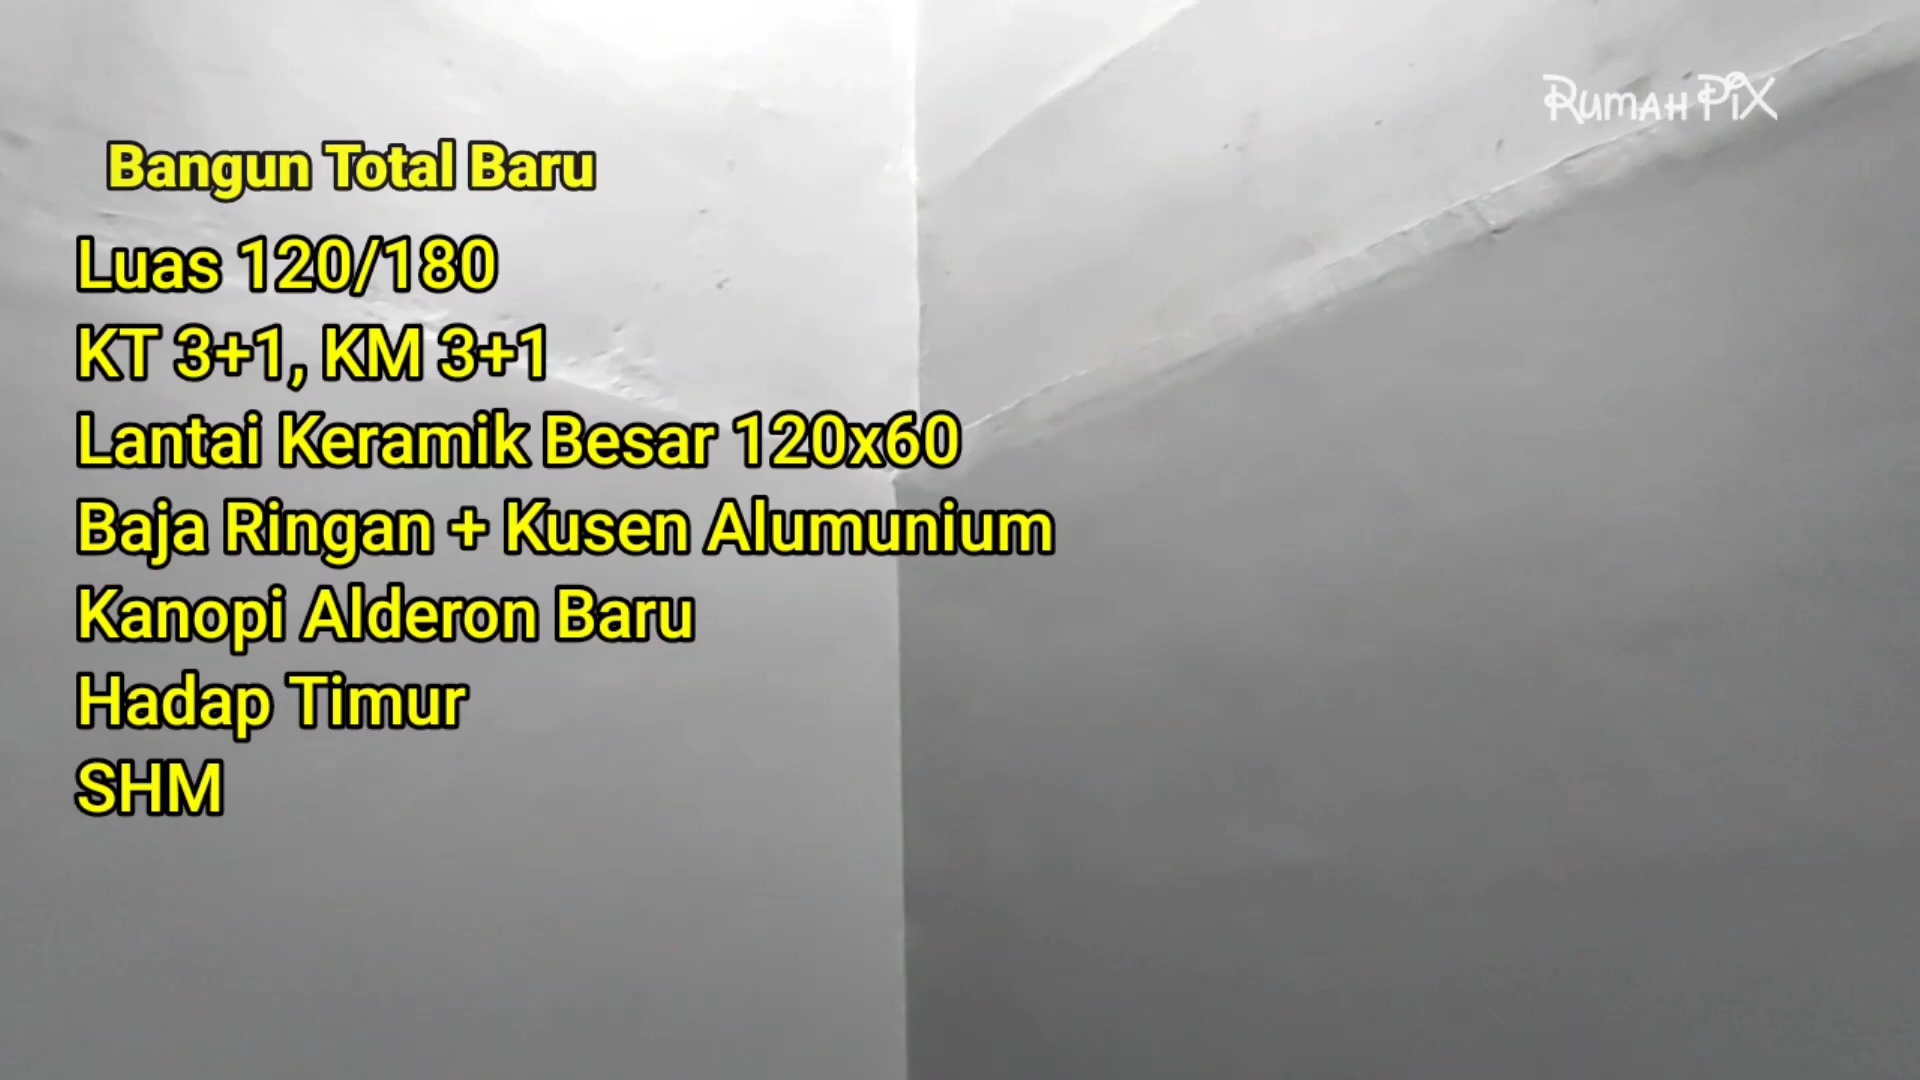 Rumah Pix
Bangun Total Baru
Luas 120/180
KT 3+1, KM 3+1
Lantai Keramik Besar 120x60
Baja Ringan + Kusen Alumunium
Kanopi Alderon Baru
Hadap Timur
SHM